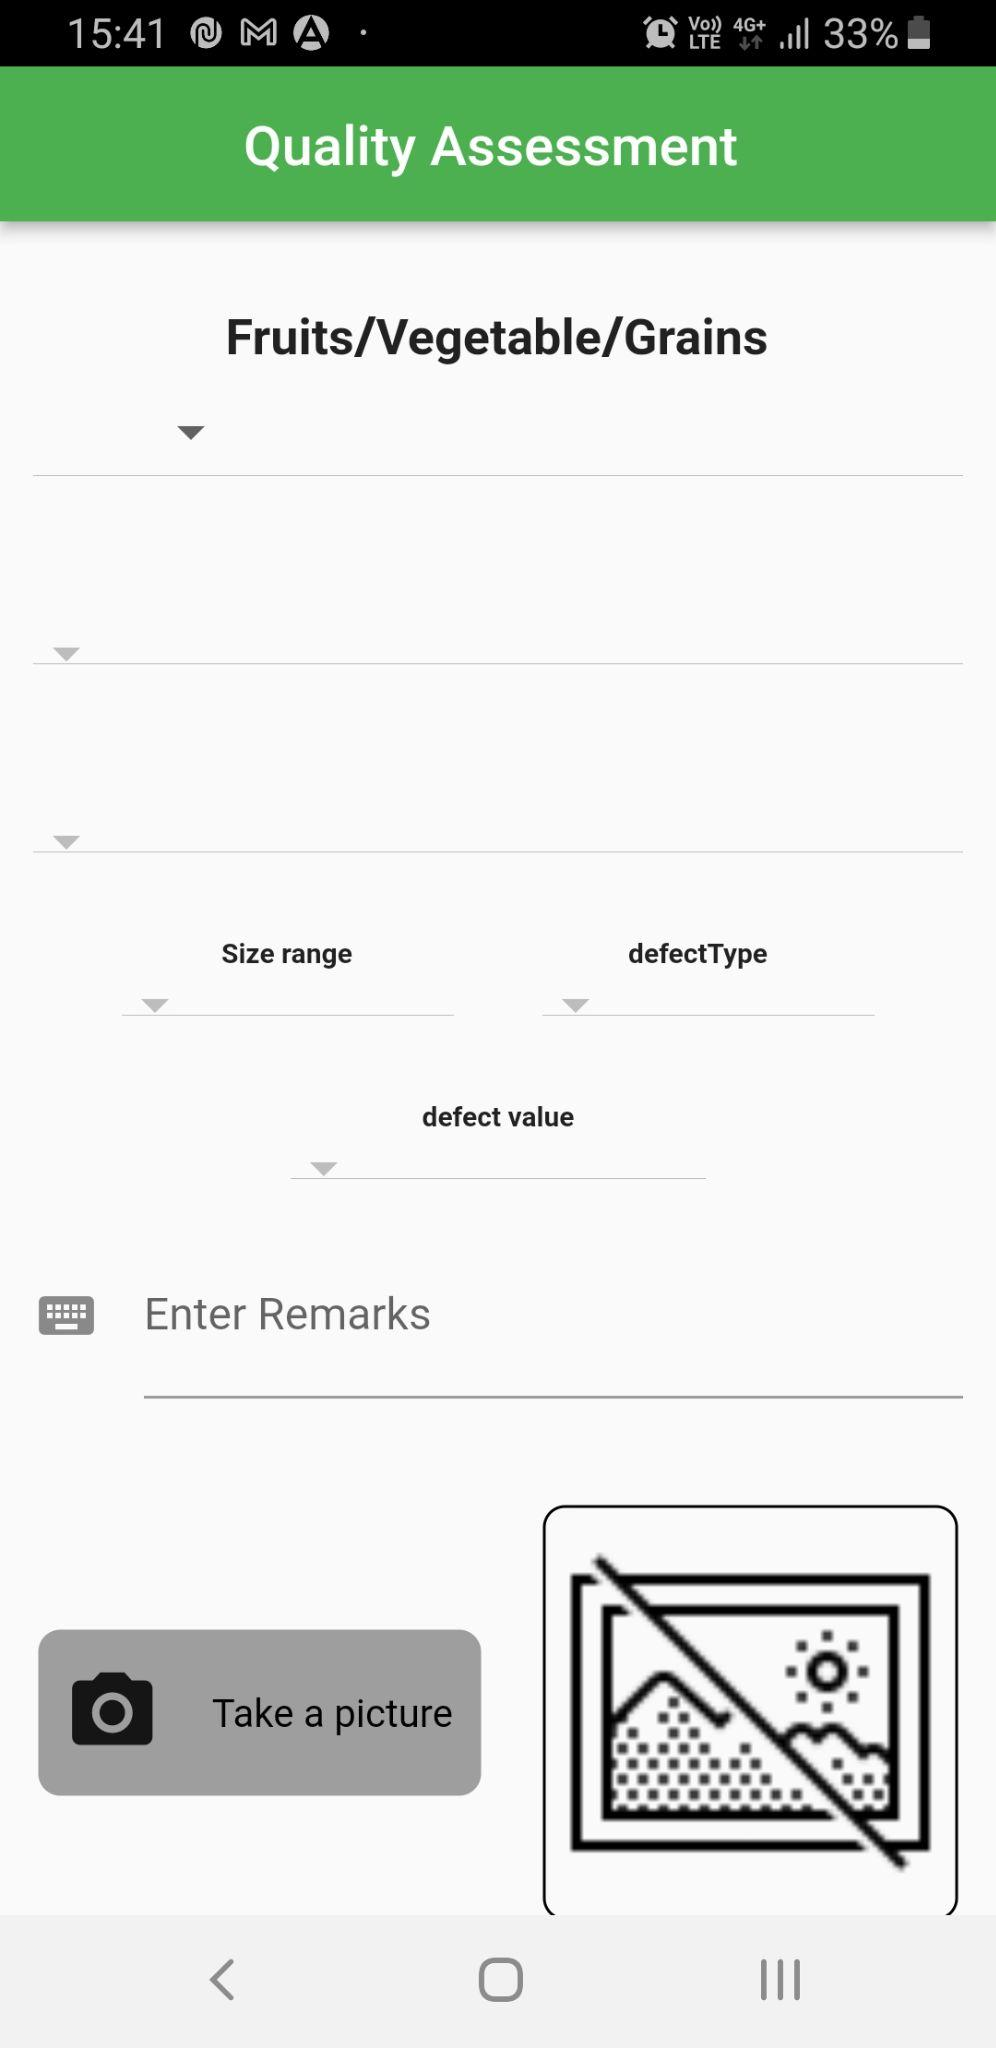 15:41 Vo)) LTE 4G+ 33%
Quality Assessment
Fruits/Vegetable/Grains
Size range defectType
defect value
Enter Remarks
Take a picture